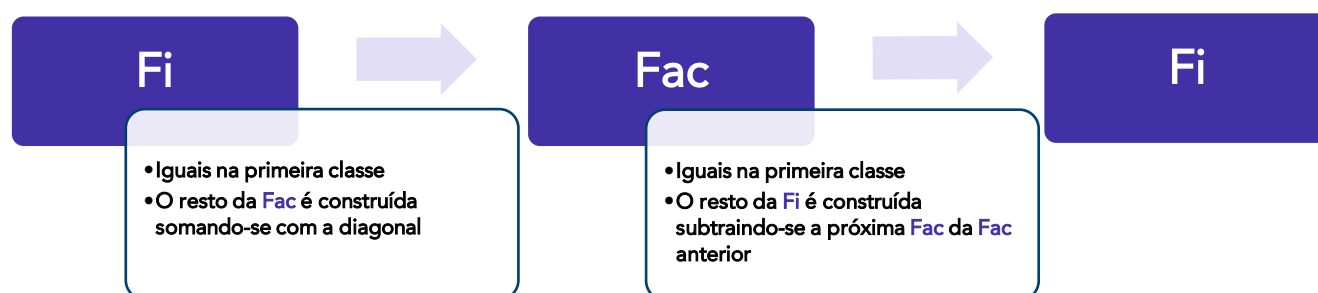 Fi
•Iguais na primeira classe
•O resto da Fac é construída
somando-se com a diagonal
Fac
•Iguais na primeira classe
•O resto da Fi é construída
subtraindo-se a próxima Fac da Fac
anterior
Fi